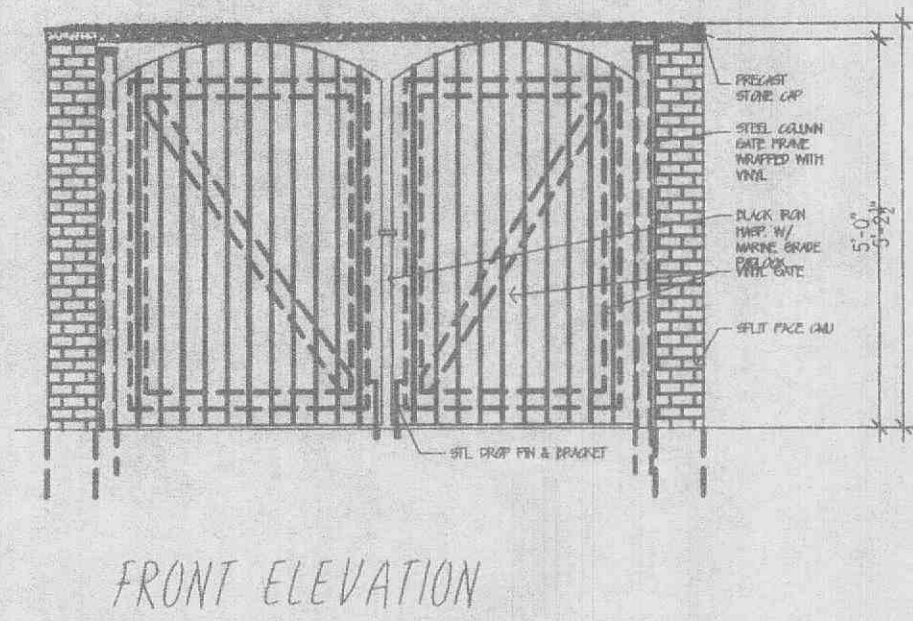 PRECAST
STONE CAP
STEEL COLUMN
GATE FRAME
WRAPPED WITH
VINYL
BLACK IRON
HASP. W/
MARINE GRADE
PADLOCK
VINYL GATE
SPLIT FACE CMU
5'-0"
5'-2½"
STL DROP PIN & BRACKET
FRONT ELEVATION